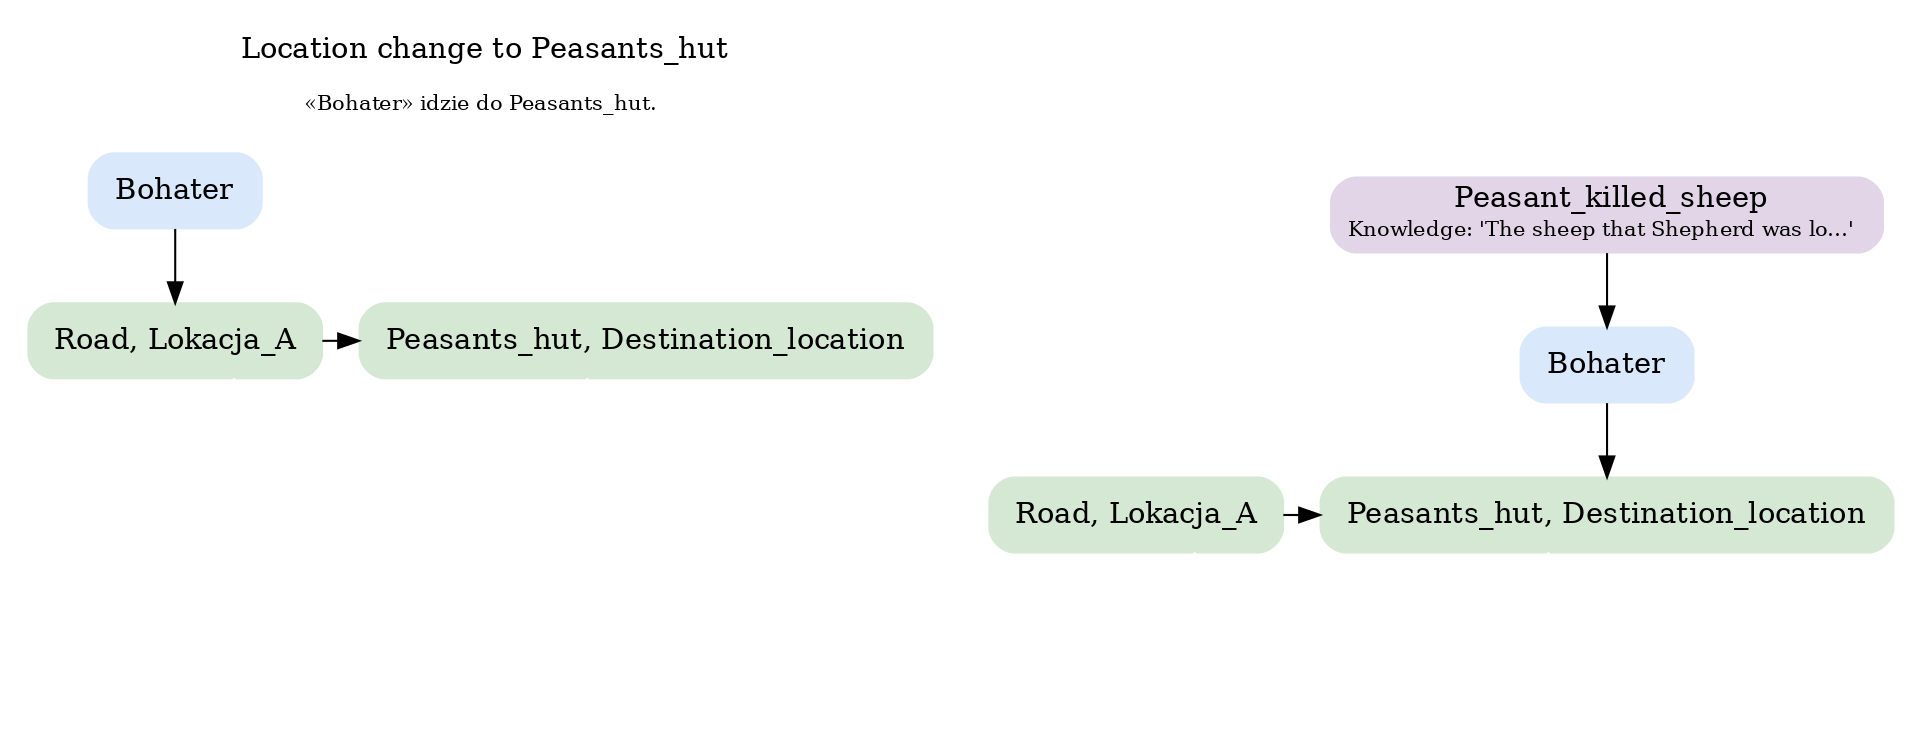 Location change to Peasants_hut
«Bohater» idzie do Peasants_hut.
Bohater
Road, Lokacja_A
Peasants_hut, Destination_location
Peasant_killed_sheep
Knowledge: 'The sheep that Shepherd was lo...'
Bohater
Road, Lokacja_A
Peasants_hut, Destination_location